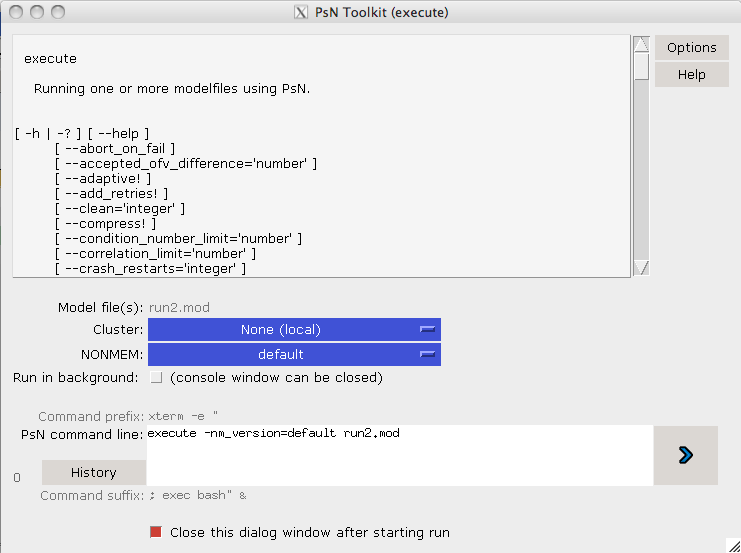 PsN Toolkit (execute)
execute
Running one or more modelfiles using PsN.
[ -h | -? ] [ --help ]
[ --abort_on_fail ]
[ --accepted_ofv_difference='number' ]
[ --adaptive! ]
[ --add_retries! ]
[ --clean='integer' ]
[ --compress! ]
[ --condition_number_limit='number' ]
[ --correlation_limit='number' ]
[ --crash_restarts='integer' ]
Options
Help
Model file(s): run2.mod
Cluster: None (local)
NONMEM: default
Run in background: (console window can be closed)
Command prefix: xterm -e "
PsN command line: execute -nm_version=default run2.mod
0 History
Command suffix: ; exec bash" &
Close this dialog window after starting run